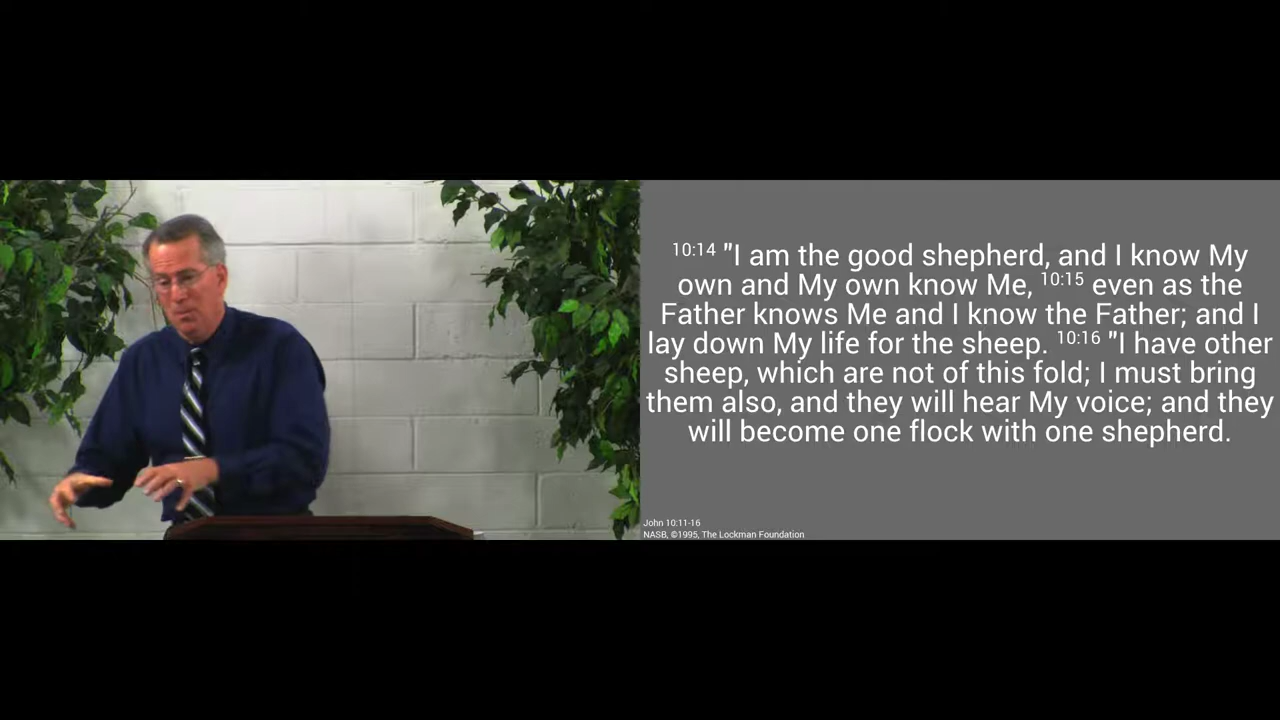 10:14 "I am the good shepherd, and I know My
own and My own know Me, 10:15 even as the
Father knows Me and I know the Father; and I
lay down My life for the sheep. 10:16 "I have other
sheep, which are not of this fold; I must bring
them also, and they will hear My voice; and they
will become one flock with one shepherd.
John 10:11-16
NASB, ©1995, The Lockman Foundation